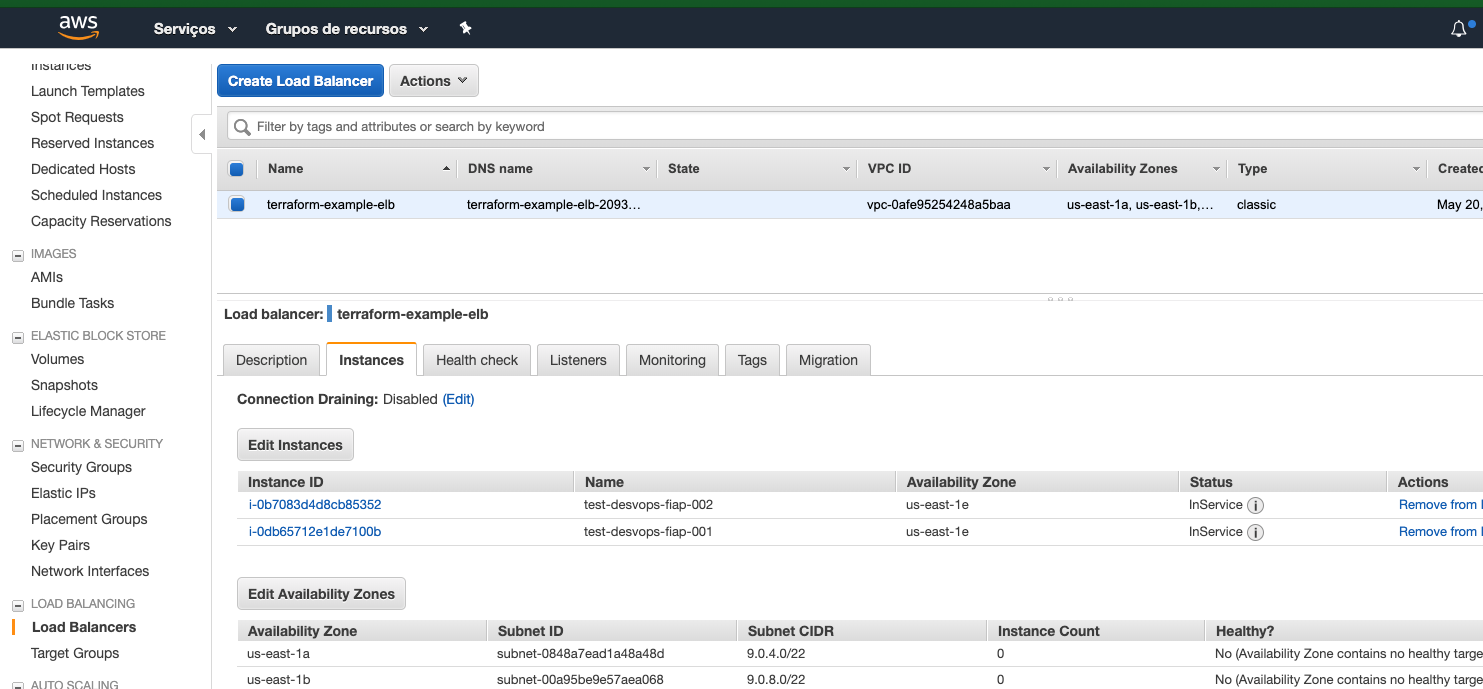 aws Serviços Grupos de recursos
Instances
Launch Templates
Spot Requests
Reserved Instances
Dedicated Hosts
Scheduled Instances
Capacity Reservations
IMAGES
AMIs
Bundle Tasks
ELASTIC BLOCK STORE
Volumes
Snapshots
Lifecycle Manager
NETWORK & SECURITY
Security Groups
Elastic IPs
Placement Groups
Key Pairs
Network Interfaces
LOAD BALANCING
Load Balancers
Target Groups
AUTO SCALING
Create Load Balancer Actions
Filter by tags and attributes or search by keyword
Name DNS name State VPC ID Availability Zones Type Created
terraform-example-elb terraform-example-elb-2093... vpc-0afe95254248a5baa us-east-1a, us-east-1b,... classic May 20,
Load balancer: terraform-example-elb
Description Instances Health check Listeners Monitoring Tags Migration
Connection Draining: Disabled (Edit)
Edit Instances
Instance ID Name Availability Zone Status Actions
i-0b7083d4d8cb85352 test-desvops-fiap-002 us-east-1e InService i Remove from
i-0db65712e1de7100b test-desvops-fiap-001 us-east-1e InService i Remove from
Edit Availability Zones
Availability Zone Subnet ID Subnet CIDR Instance Count Healthy?
us-east-1a subnet-0848a7ead1a48a48d 9.0.4.0/22 0 No (Availability Zone contains no healthy targe
us-east-1b subnet-00a95be9e57aea068 9.0.8.0/22 0 No (Availability Zone contains no healthy targe